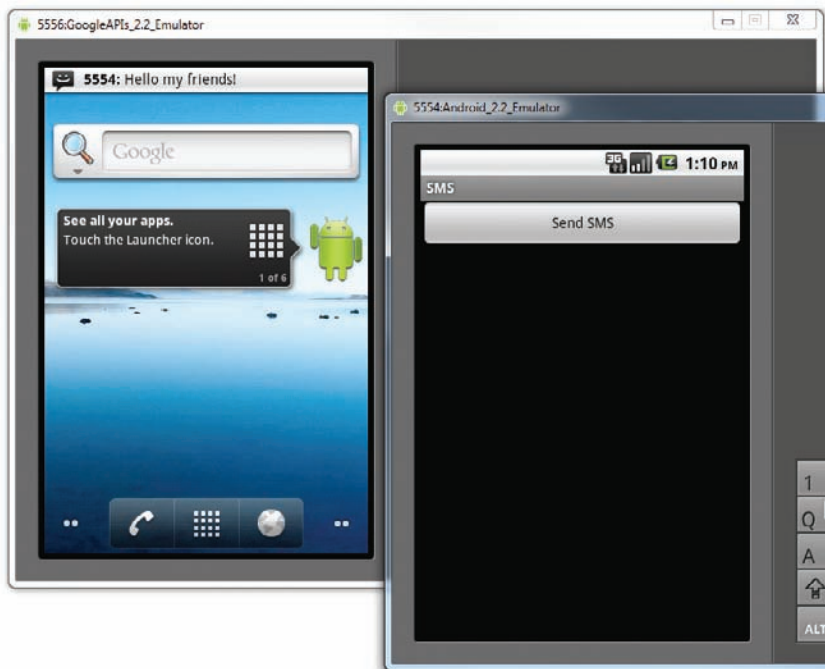 5556:GoogleAPIs_2.2_Emulator
5554: Hello my friends!
Google
See all your apps.
Touch the Launcher icon.
1 of 6
5554:Android_2.2_Emulator
3G
1:10 PM
SMS
Send SMS
1
Q
A
ALT